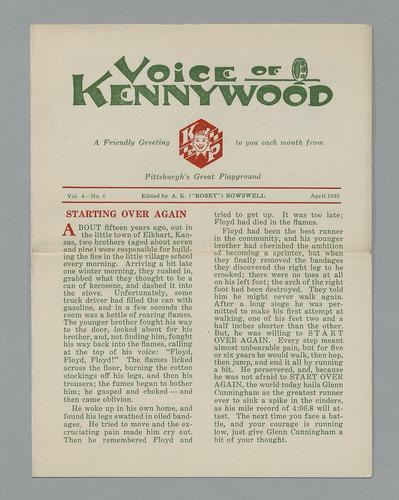 VOICE OF
KENNYWOOD
A Friendly Greeting
K
P
to you each month from
Pittsburgh's Great Playground
Vol. 4—No. 6
Edited by A. K. ("ROSEY") ROWSWELL
April 1935
STARTING OVER AGAIN
ABOUT fifteen years ago, out in
the little town of Elkhart, Kan-
sas, two brothers (aged about seven
and nine) were responsible for build-
ing the fire in the little village school
every morning. Arriving a bit late
one winter morning, they rushed in,
grabbed what they thought to be a
can of kerosene, and dashed it into
the stove. Unfortunately, some
truck driver had filled the can with
gasoline, and in a few seconds the
room was a kettle of roaring flames.
The younger brother fought his way
to the door, looked about for his
brother, and, not finding him, fought
his way back into the flames, calling
at the top of his voice: "Floyd,
Floyd, Floyd!" The flames licked
across the floor, burning the cotton
stockings off his legs, and then his
trousers; the fumes began to bother
him; he gasped and choked — and
then came oblivion.
He woke up in his own home, and
found his legs swathed in oiled band-
ages. He tried to move and the ex-
cruciating pain made him cry out.
Then he remembered Floyd and
tried to get up. It was too late;
Floyd had died in the flames.
Floyd had been the best runner
in the community, and his younger
brother had cherished the ambition
of becoming a sprinter, but when
they finally removed the bandages
they discovered the right leg to be
crooked; there were no toes at all
on his left foot; the arch of the right
foot had been destroyed. They told
him he might never walk again.
After a long siege he was per-
mitted to make his first attempt at
walking, one of his feet two and a
half inches shorter than the other.
But, he was willing to START
OVER AGAIN. Every step meant
almost unbearable pain, but for five
or six years he would walk, then hop,
then jump, and end it all by running
a bit. He persevered, and, because
he was not afraid to START OVER
AGAIN, the world today hails Glenn
Cunningham as the greatest runner
ever to sink a spike in the cinders,
as his mile record of 4:06.8 will at-
test. The next time you face a bat-
tle, and your courage is running
low, just give Glenn Cunningham a
bit of your thought.